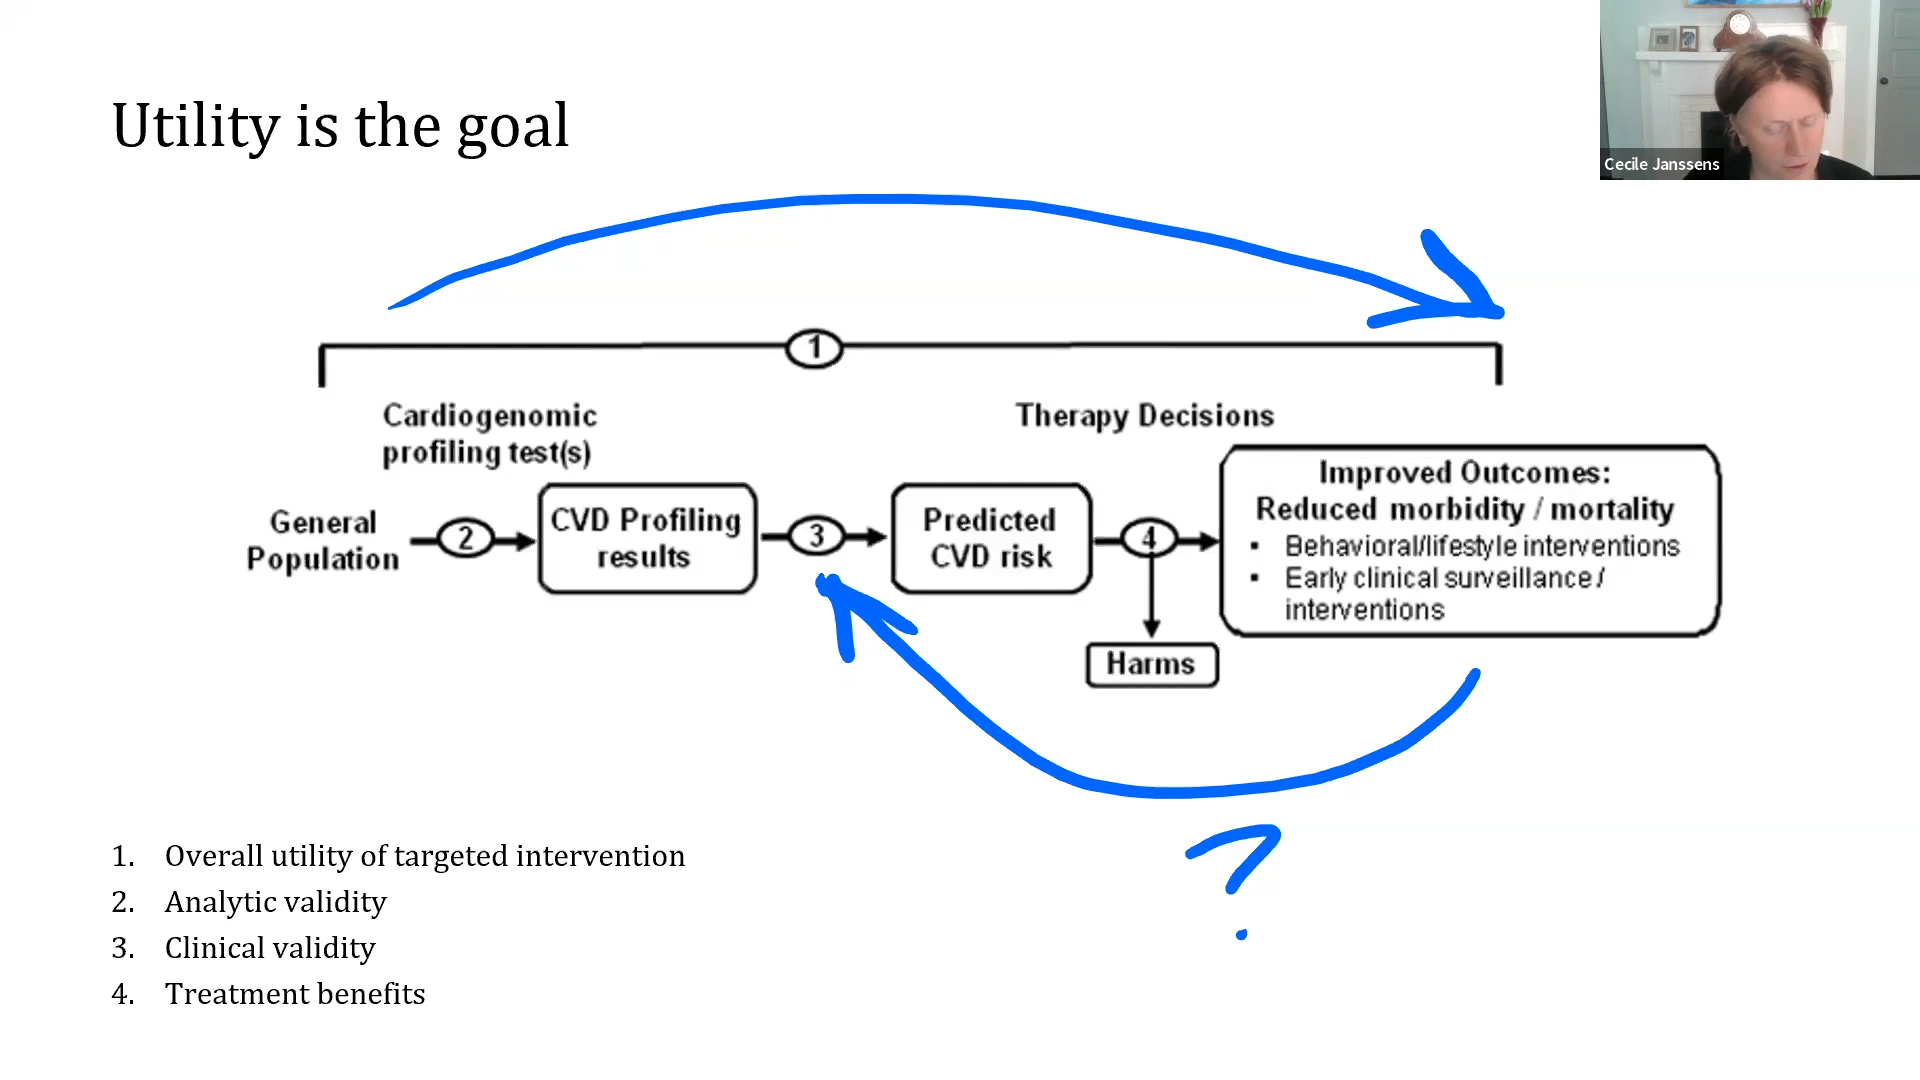 Utility is the goal
Cecile Janssens
1
Cardiogenomic
profiling test(s)
Therapy Decisions
General
Population
2
CVD Profiling
results
3
Predicted
CVD risk
4
Improved Outcomes:
Reduced morbidity / mortality
▪ Behavioral/lifestyle interventions
▪ Early clinical surveillance /
interventions
Harms
?
1. Overall utility of targeted intervention
2. Analytic validity
3. Clinical validity
4. Treatment benefits